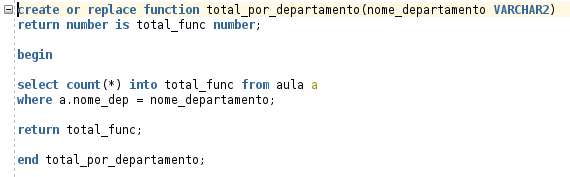 create or replace function total_por_departamento(nome_departamento VARCHAR2)
return number is total_func number;
begin
select count(*) into total_func from aula a
where a.nome_dep = nome_departamento;
return total_func;
end total_por_departamento;